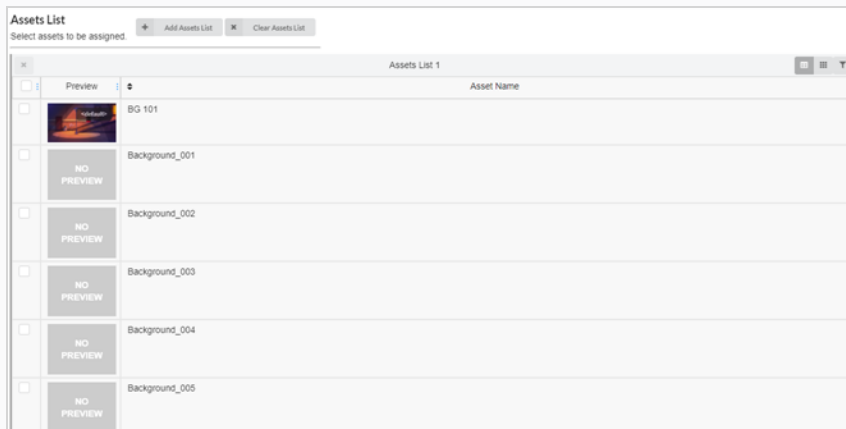 Assets List
Select assets to be assigned.
Add Assets List
Clear Assets List
Assets List 1
Preview
Asset Name
<default>
BG 101
NO
PREVIEW
Background_001
NO
PREVIEW
Background_002
NO
PREVIEW
Background_003
NO
PREVIEW
Background_004
NO
PREVIEW
Background_005